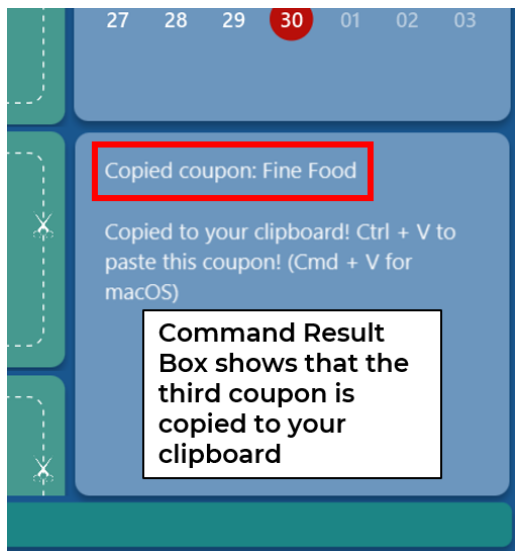 27 28 29 30 01 02 03
Copied coupon: Fine Food
Copied to your clipboard! Ctrl + V to
paste this coupon! (Cmd + V for
macOS)
Command Result
Box shows that the
third coupon is
copied to your
clipboard